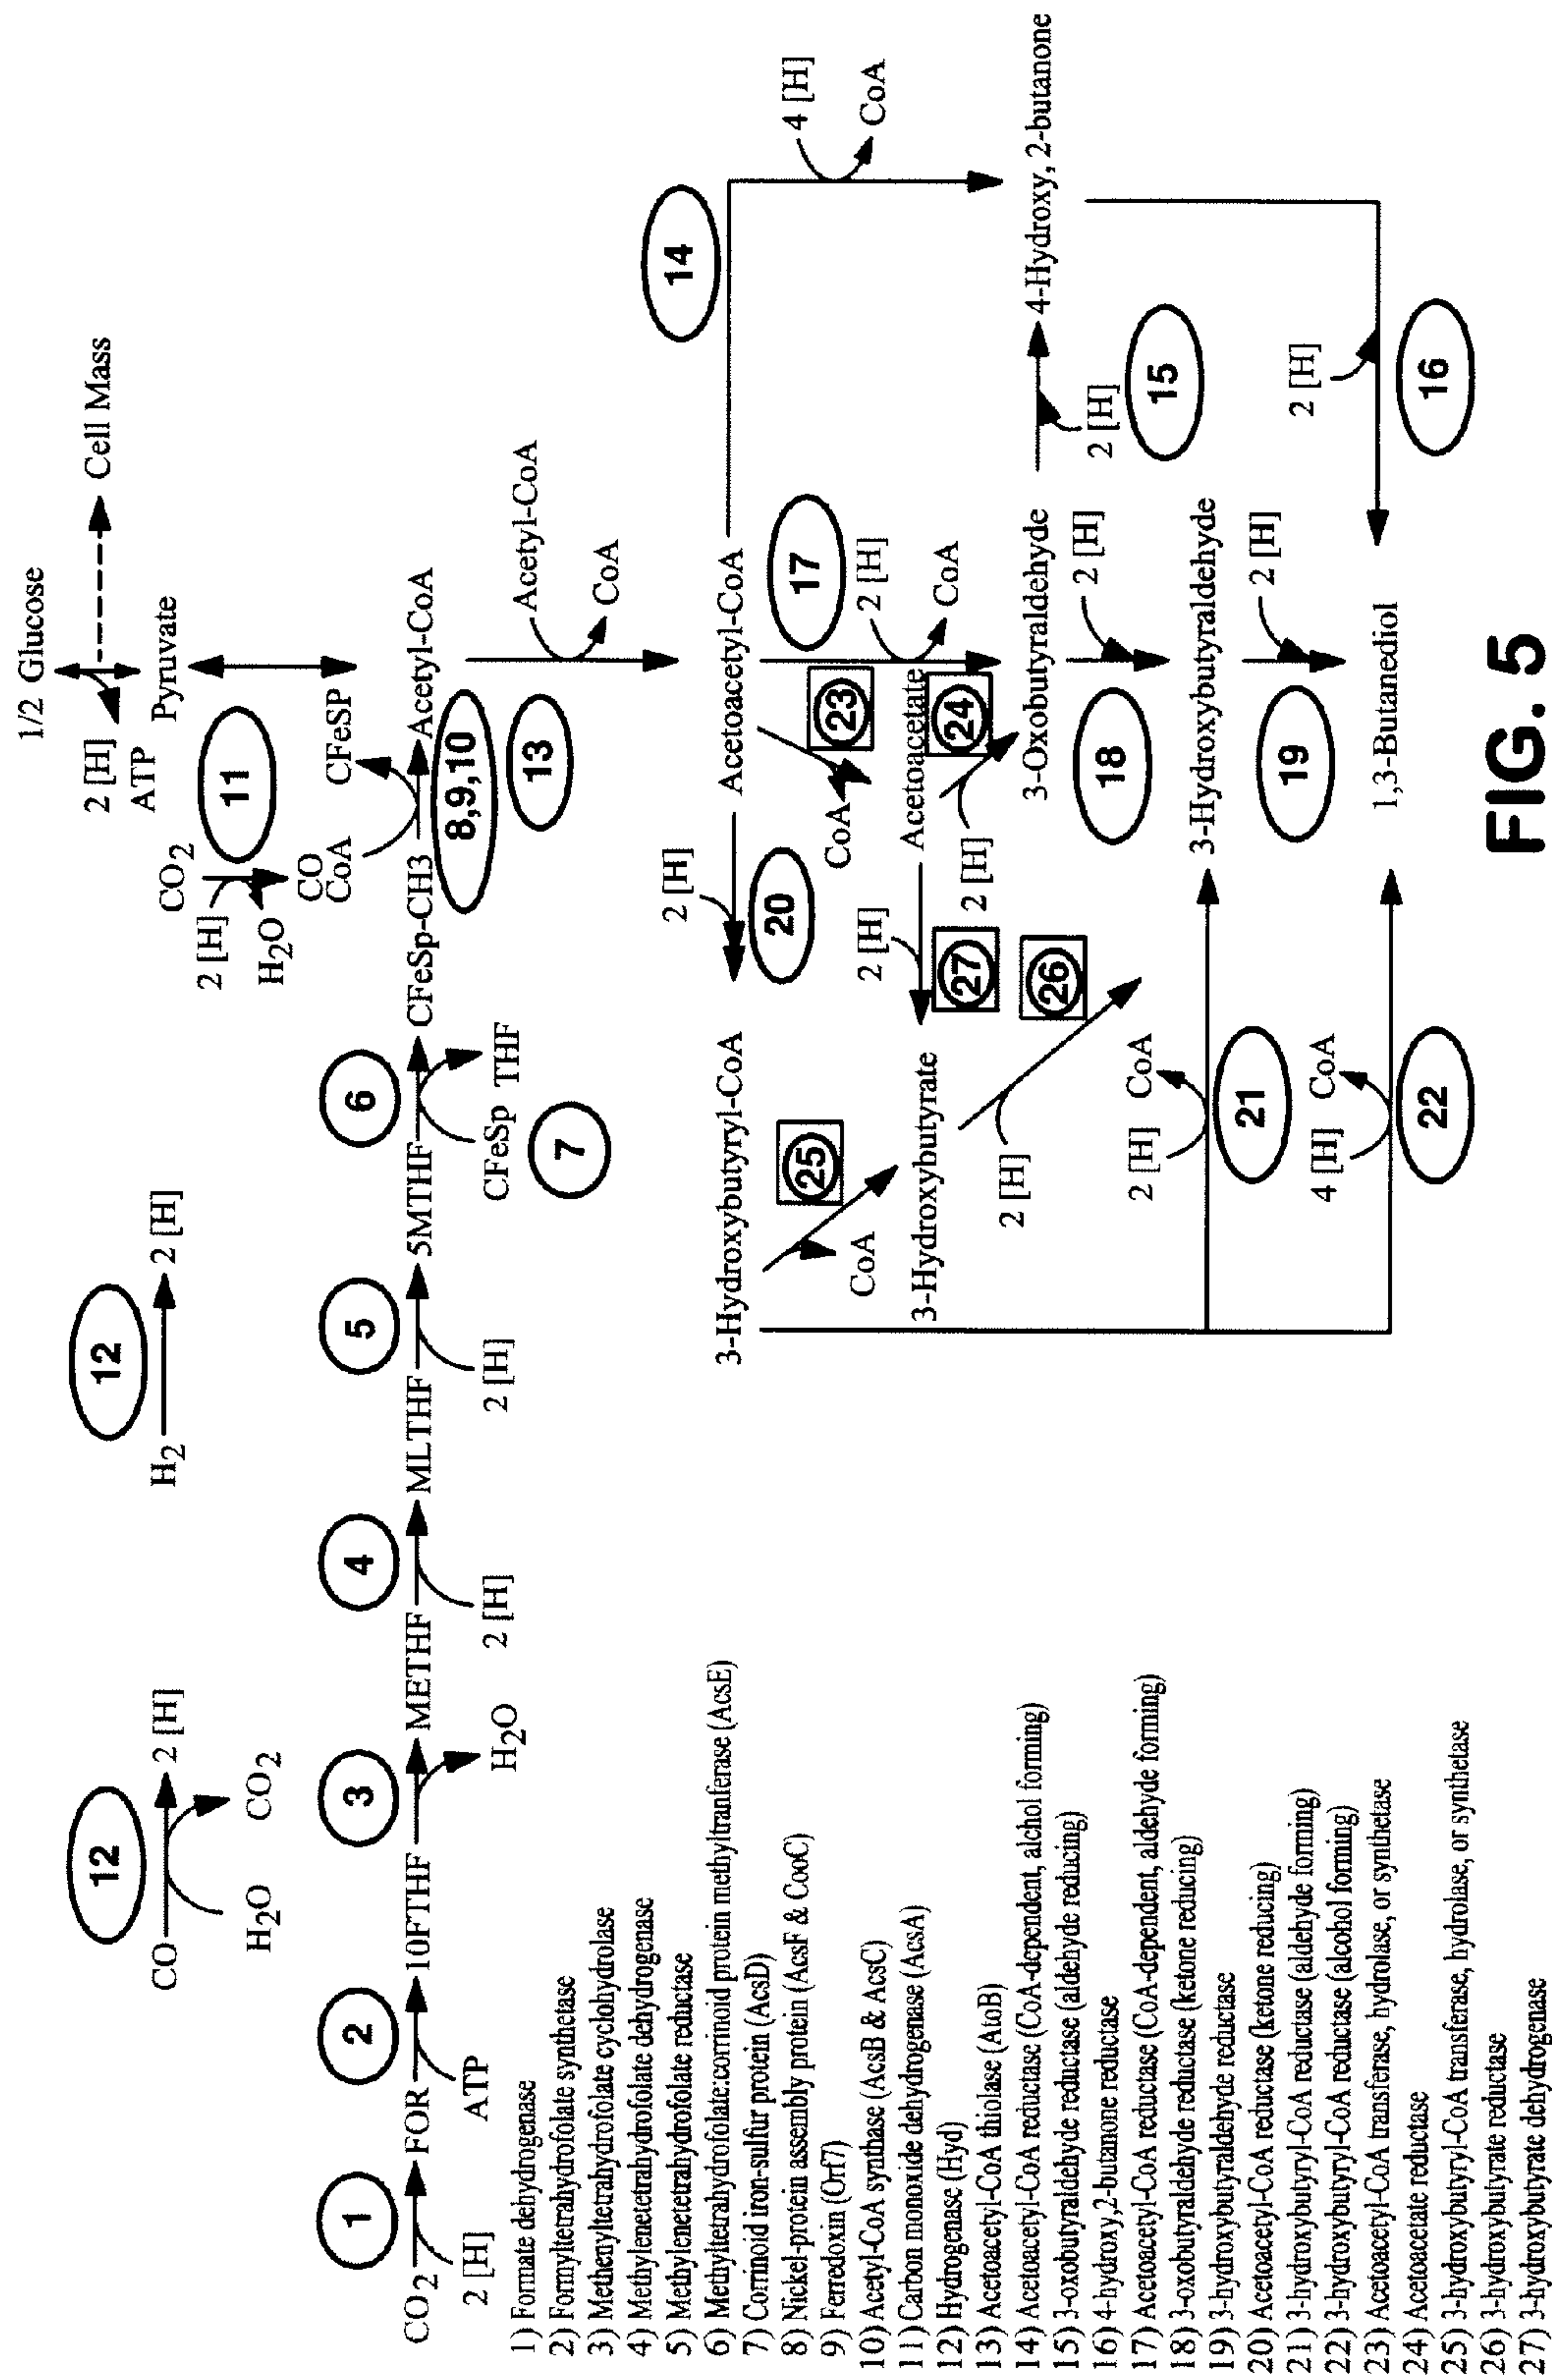 1/2 Glucose
2 [H]
ATP
Cell Mass
Pyruvate
12
CO
2 [H]
H2O
CO2
12
H2
2 [H]
CO2
2 [H]
H2O
11
CO
CoA
CFeSP
1
2
3
4
5
6
CO2
FOR
10FTHF
METHF
MLTHF
5MTHF
CFeSp-CH3
Acetyl-CoA
2 [H]
ATP
H2O
2 [H]
2 [H]
CFeSp
THF
7
8,9,10
13
Acetyl-CoA
CoA
1) Formate dehydrogenase
2) Formyltetrahydrofolate synthetase
3) Methenyltetrahydrofolate cyclohydrolase
4) Methylenetetrahydrofolate dehydrogenase
5) Methylenetetrahydrofolate reductase
6) Methyltetrahydrofolate:corrinoid protein methyltranferase (AcsE)
7) Corrinoid iron-sulfur protein (AcsD)
8) Nickel-protein assembly protein (AcsF & CooC)
9) Ferredoxin (Orf7)
10) Acetyl-CoA synthase (AcsB & AcsC)
11) Carbon monoxide dehydrogenase (AcsA)
12) Hydrogenase (Hyd)
13) Acetoacetyl-CoA thiolase (AtoB)
14) Acetoacetyl-CoA reductase (CoA-dependent, alchol forming)
15) 3-oxobutyraldehyde reductase (aldehyde reducing)
16) 4-hydroxy,2-butanone reductase
17) Acetoacetyl-CoA reductase (CoA-dependent, aldehyde forming)
18) 3-oxobutyraldehyde reductase (ketone reducing)
19) 3-hydroxybutyraldehyde reductase
20) Acetoacetyl-CoA reductase (ketone reducing)
21) 3-hydroxybutyryl-CoA reductase (aldehyde forming)
22) 3-hydroxybutyryl-CoA reductase (alcohol forming)
23) Acetoacetyl-CoA transferase, hydrolase, or synthetase
24) Acetoacetate reductase
25) 3-hydroxybutyryl-CoA transferase, hydrolase, or synthetase
26) 3-hydroxybutyrate reductase
27) 3-hydroxybutyrate dehydrogenase
14
3-Hydroxybutyryl-CoA
2 [H]
20
Acetoacetyl-CoA
4 [H]
CoA
25
CoA
CoA
23
17
2 [H]
CoA
3-Hydroxybutyrate
2 [H]
27
Acetoacetate
24
2 [H]
2 [H]
26
3-Oxobutyraldehyde
2 [H]
15
4-Hydroxy, 2-butanone
18
2 [H]
2 [H]
CoA
21
3-Hydroxybutyraldehyde
19
2 [H]
2 [H]
16
4 [H]
CoA
22
1,3-Butanediol
FIG. 5